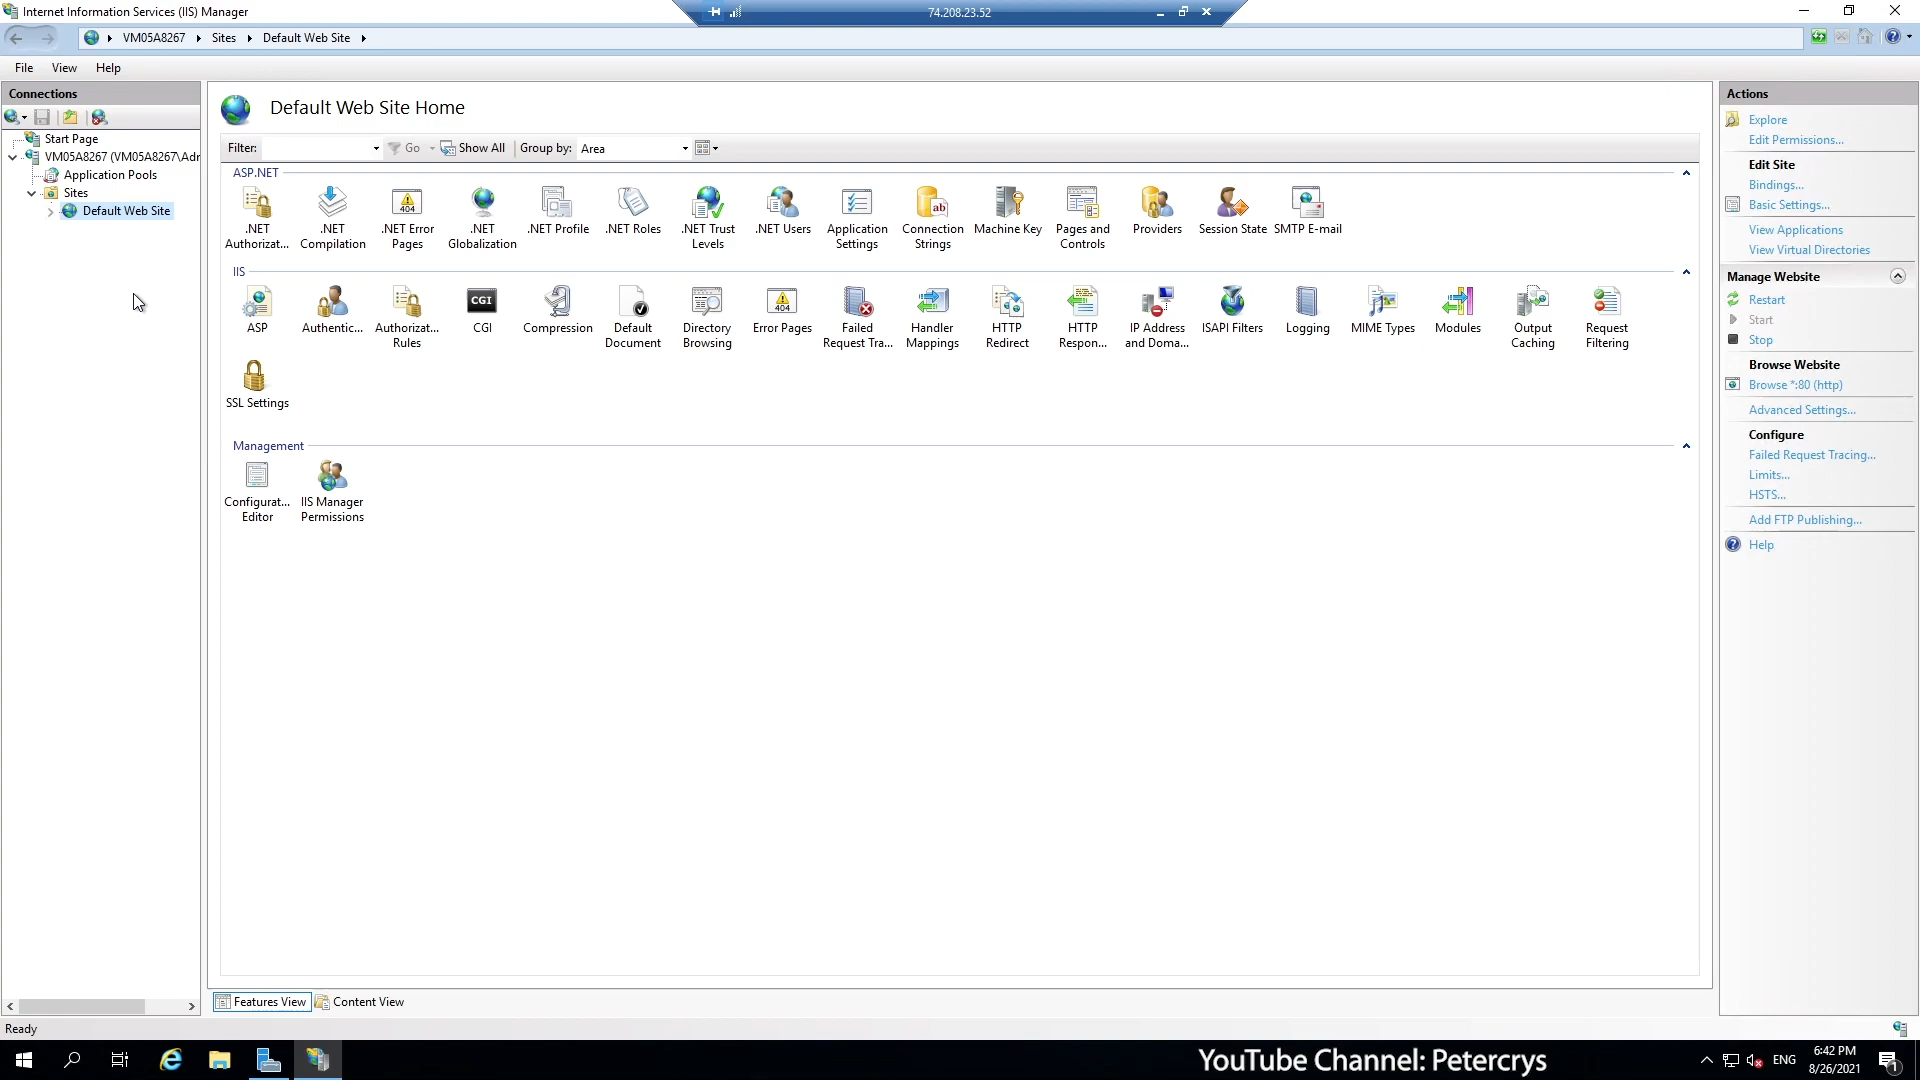 Internet Information Services (IIS) Manager
74.208.23.52
VM05A8267 Sites Default Web Site
File View Help
Connections
Start Page
VM05A8267 (VM05A8267\Adr
Application Pools
Sites
Default Web Site
Default Web Site Home
Filter: Go Show All Group by: Area
ASP.NET
.NET Authorizat...
.NET Compilation
.NET Error Pages
.NET Globalization
.NET Profile
.NET Roles
.NET Trust Levels
.NET Users
Application Settings
Connection Strings
Machine Key
Pages and Controls
Providers
Session State
SMTP E-mail
IIS
ASP
Authentic...
Authorizat... Rules
CGI
Compression
Default Document
Directory Browsing
Error Pages
Failed Request Tra...
Handler Mappings
HTTP Redirect
HTTP Respon...
IP Address and Doma...
ISAPI Filters
Logging
MIME Types
Modules
Output Caching
Request Filtering
SSL Settings
Management
Configurat... Editor
IIS Manager Permissions
Features View Content View
Actions
Explore
Edit Permissions...
Edit Site
Bindings...
Basic Settings...
View Applications
View Virtual Directories
Manage Website
Restart
Start
Stop
Browse Website
Browse *:80 (http)
Advanced Settings...
Configure
Failed Request Tracing...
Limits...
HSTS...
Add FTP Publishing...
Help
Ready
YouTube Channel: Petercrys
ENG
6:42 PM
8/26/2021
1